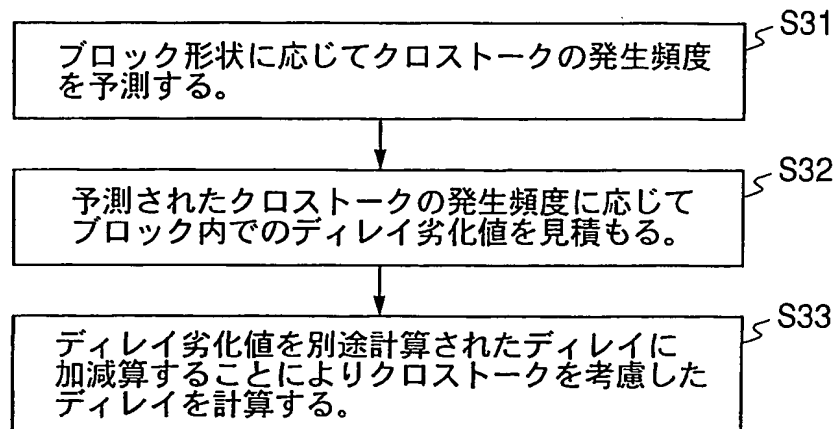 S31
ブロック形状に応じてクロストークの発生頻度
を予測する。
S32
予測されたクロストークの発生頻度に応じて
ブロック内でのディレイ劣化値を見積もる。
S33
ディレイ劣化値を別途計算されたディレイに
加減算することによりクロストークを考慮した
ディレイを計算する。